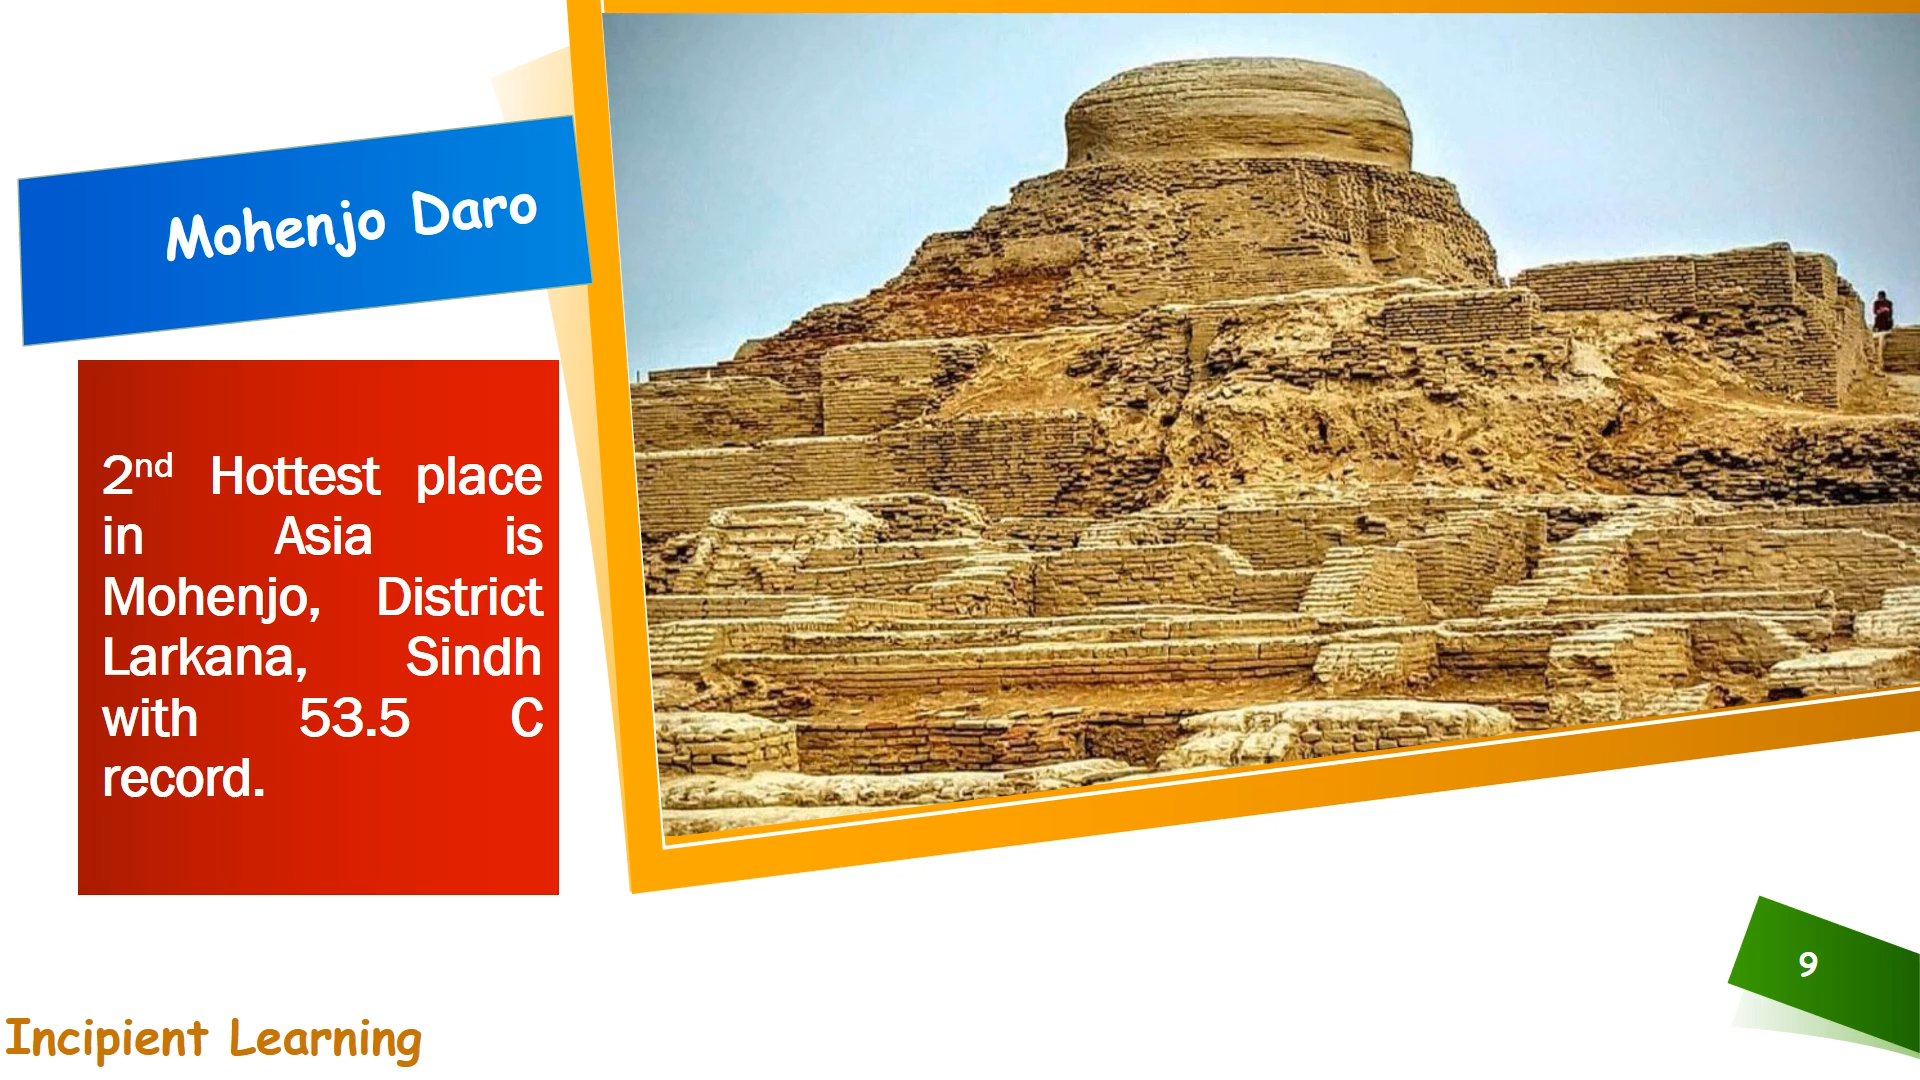 Mohenjo Daro
2nd Hottest place
in Asia is
Mohenjo, District
Larkana, Sindh
with 53.5 C
record.
9
Incipient Learning